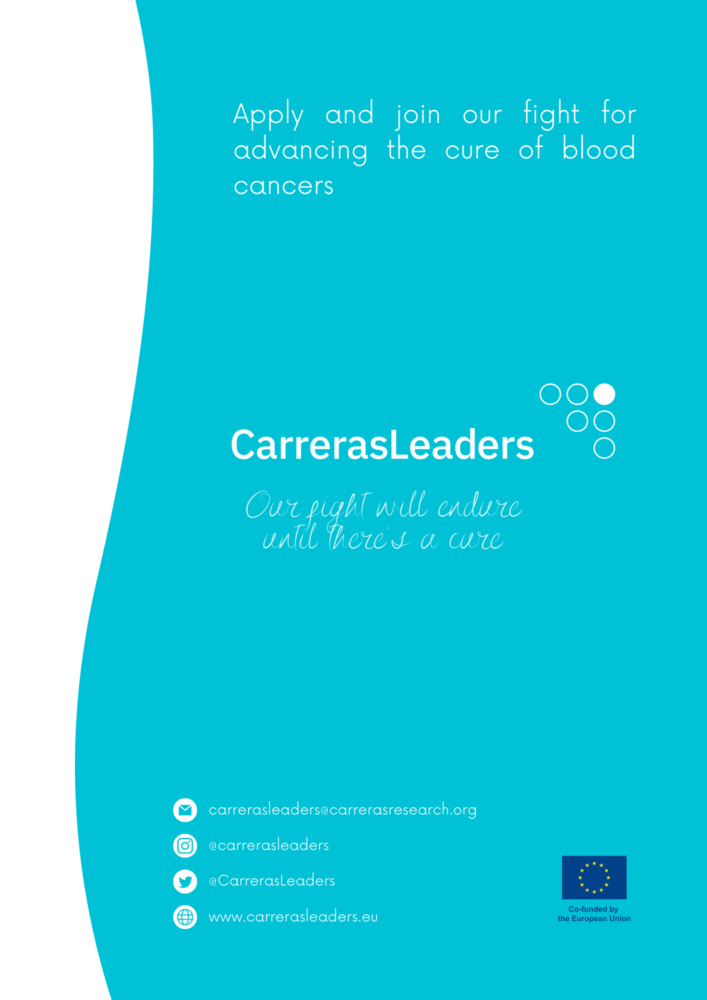 Apply and join our fight for
advancing the cure of blood
cancers
CarrerasLeaders
Our fight will endure
until there's a cure
carrerasleaders@carrerasresearch.org
@carrerasleaders
@CarrerasLeaders
www.carrerasleaders.eu
Co-funded by
the European Union